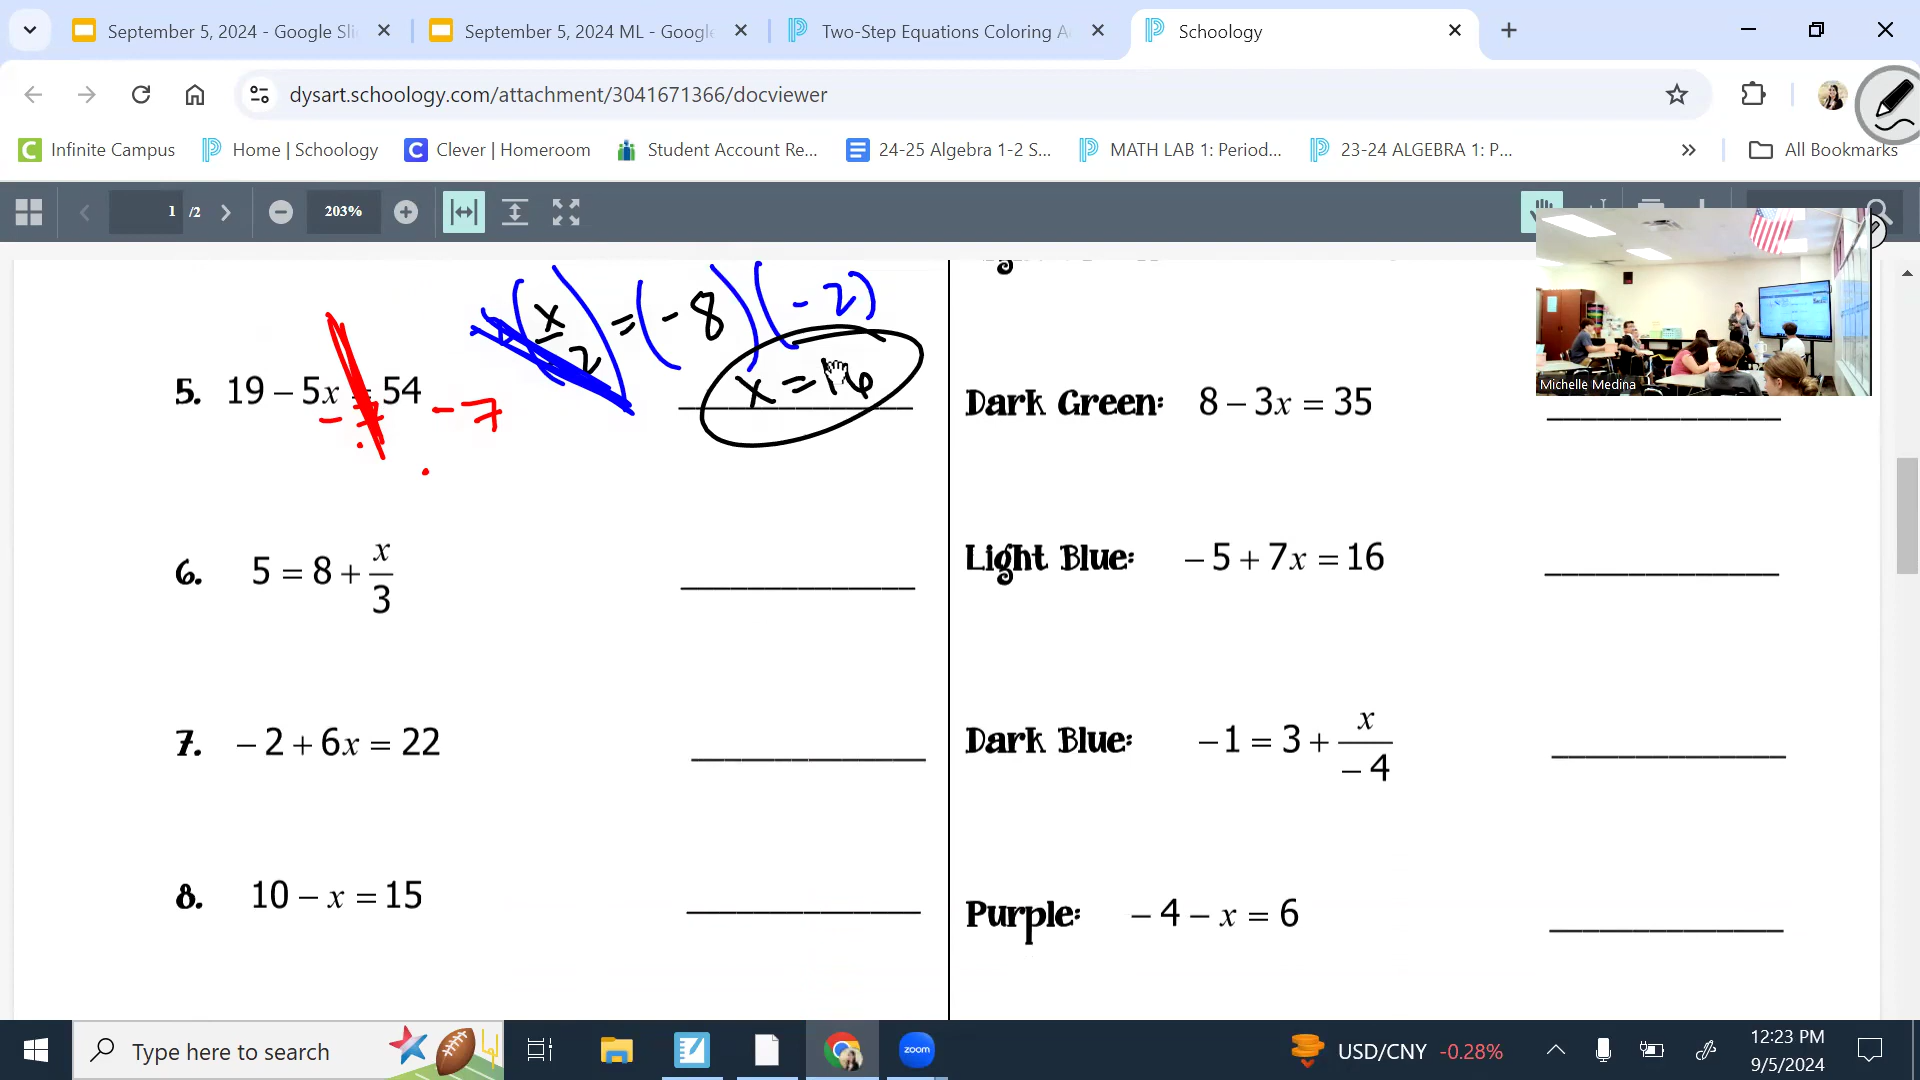 September 5, 2024 - Google Sli
September 5, 2024 ML - Google
Two-Step Equations Coloring A
Schoology
dysart.schoology.com/attachment/3041671366/docviewer
Infinite Campus
Home | Schoology
Clever | Homeroom
Student Account Re...
24-25 Algebra 1-2 S...
MATH LAB 1: Period...
23-24 ALGEBRA 1: P...
All Bookmarks
1 /2
203%
x/-2 = (-8)(-2)
x = 16
5. 19 – 5x = 54
- 7 - 7
6. 5 = 8 + x/3
7. – 2 + 6x = 22
8. 10 – x = 15
Dark Green: 8 – 3x = 35
Light Blue: – 5 + 7x = 16
Dark Blue: – 1 = 3 + x/– 4
Purple: – 4 – x = 6
Michelle Medina
Type here to search
zoom
USD/CNY -0.28%
12:23 PM
9/5/2024